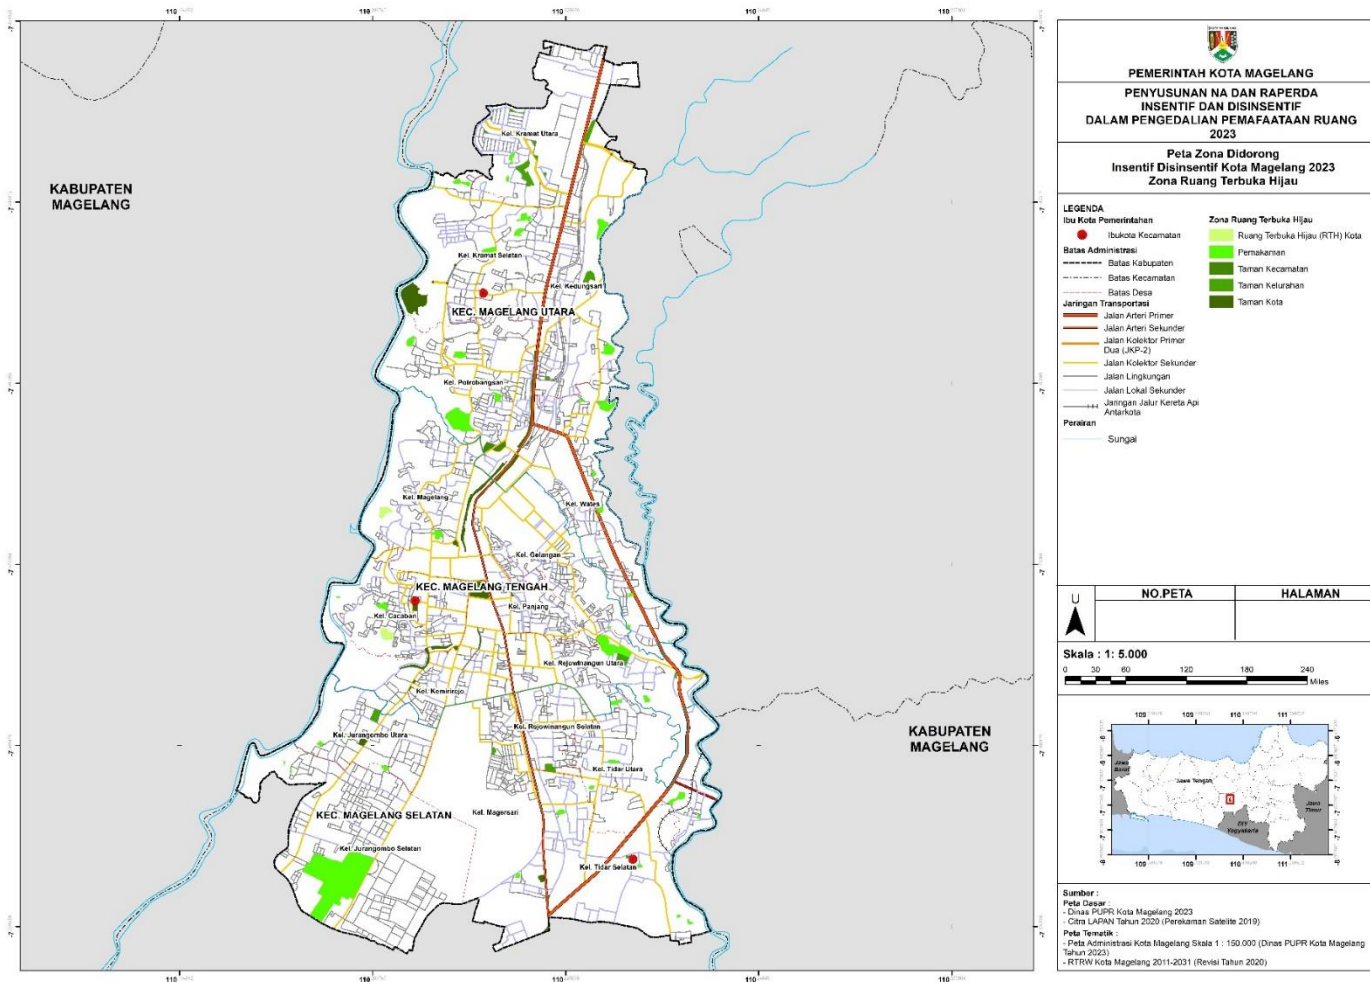 KABUPATEN
MAGELANG
Kel. Kramat Utara
Kel. Kramat Selatan
Kel. Kedungsari
KEC. MAGELANG UTARA
Kel. Potrobangsan
Kel. Magelang
Kel. Wates
Kel. Gelangan
KEC. MAGELANG TENGAH
Kel. Panjang
Kel. Cacaban
Kel. Rejowinangun Utara
Kel. Kemirirejo
Kel. Rejowinangun Selatan
Kel. Jurangombo Utara
Kel. Tidar Utara
KABUPATEN
MAGELANG
Kel. Magersari
KEC. MAGELANG SELATAN
Kel. Jurangombo Selatan
Kel. Tidar Selatan
PEMERINTAH KOTA MAGELANG
PENYUSUNAN NA DAN RAPERDA
INSENTIF DAN DISINSENTIF
DALAM PENGEDALIAN PEMAFAATAAN RUANG
2023
Peta Zona Didorong
Insentif Disinsentif Kota Magelang 2023
Zona Ruang Terbuka Hijau
LEGENDA
Ibu Kota Pemerintahan
Ibukota Kecamatan
Batas Administrasi
Batas Kabupaten
Batas Kecamatan
Batas Desa
Jaringan Transportasi
Jalan Arteri Primer
Jalan Arteri Sekunder
Jalan Kolektor Primer
Dua (JKP-2)
Jalan Kolektor Sekunder
Jalan Lingkungan
Jalan Lokal Sekunder
Jaringan Jalur Kereta Api
Antarkota
Perairan
Sungai
Zona Ruang Terbuka Hijau
Ruang Terbuka Hijau (RTH) Kota
Pemakaman
Taman Kecamatan
Taman Kelurahan
Taman Kota
U
NO.PETA
HALAMAN
Skala : 1: 5.000
0 30 60 120 180 240
Miles
Jawa
Barat
Jawa Tengah
DIY
Yogyakarta
Jawa
Timur
Sumber :
Peta Dasar :
- Dinas PUPR Kota Magelang 2023
- Citra LAPAN Tahun 2020 (Perekaman Satelite 2019)
Peta Tematik :
- Peta Administrasi Kota Magelang Skala 1 : 150.000 (Dinas PUPR Kota Magelang
Tahun 2023)
- RTRW Kota Magelang 2011-2031 (Revisi Tahun 2020)